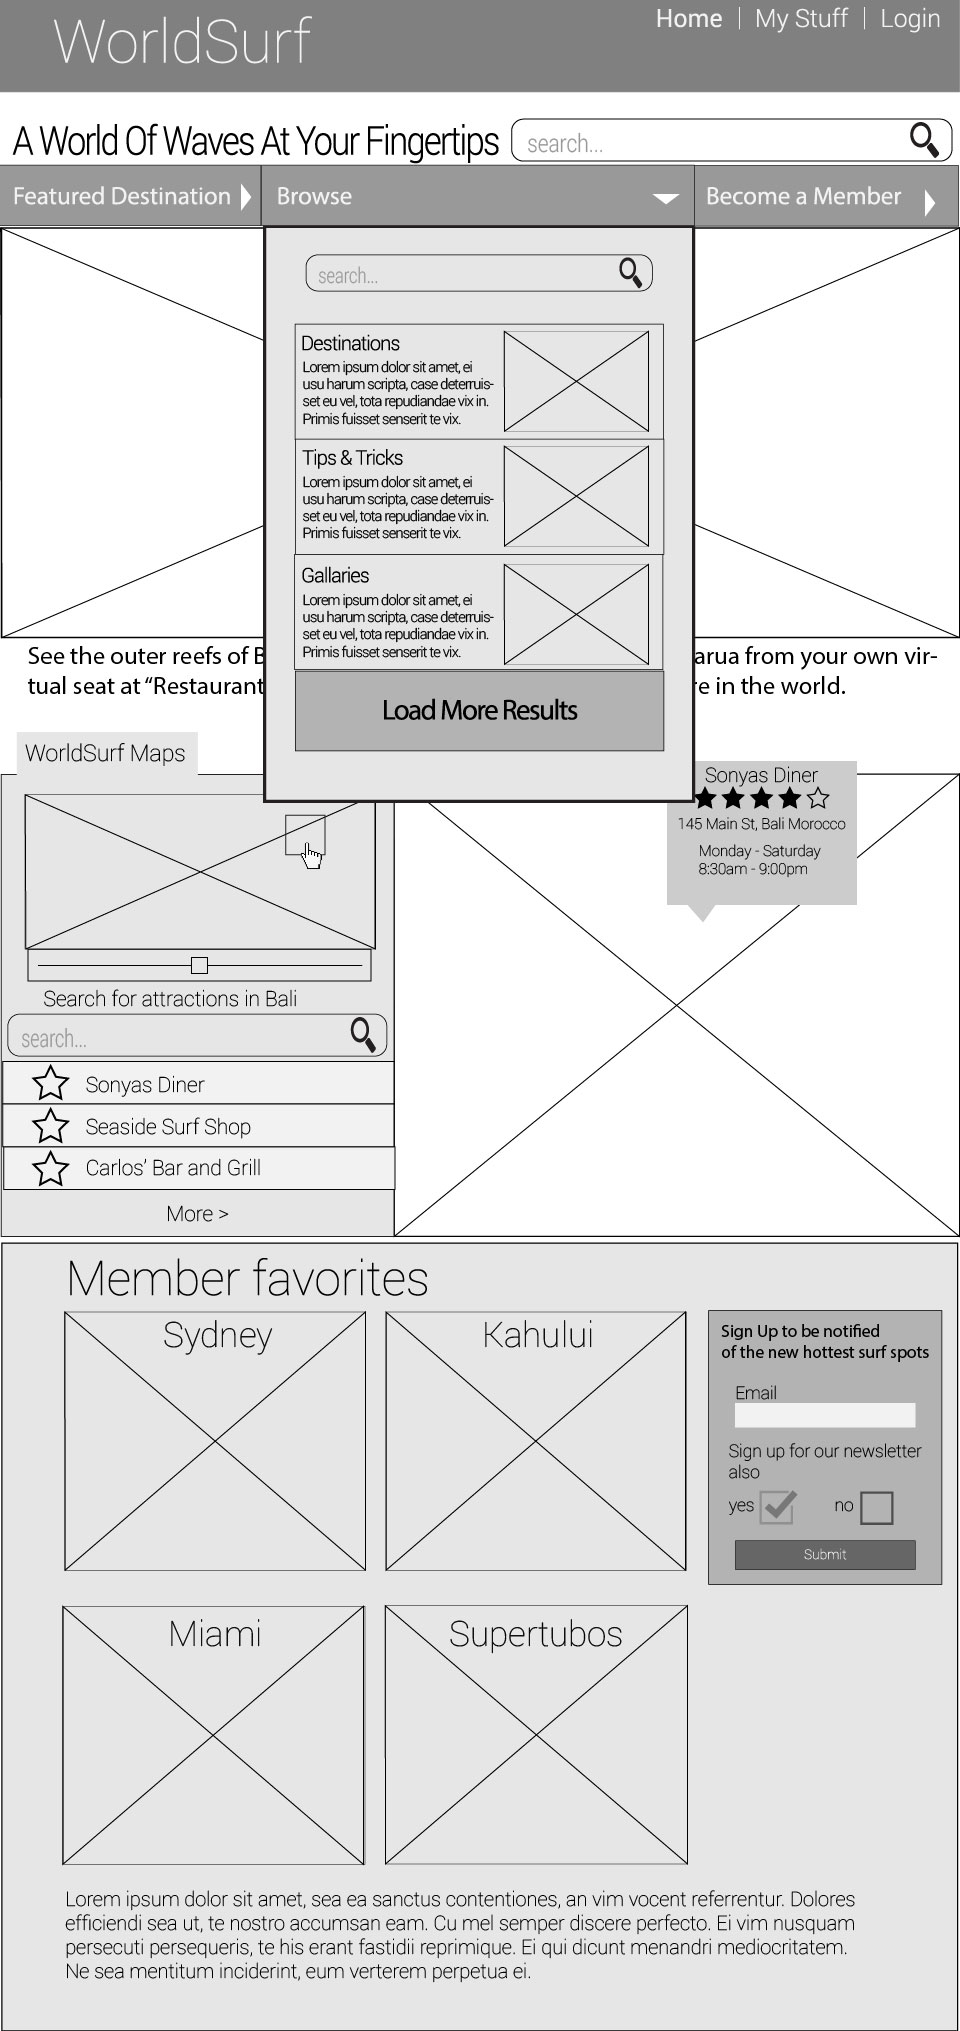 WorldSurf
Home | My Stuff | Login
A World Of Waves At Your Fingertips
search...
Featured Destination
Browse
Become a Member
search...
Destinations
Lorem ipsum dolor sit amet, ei
usu harum scripta, case deterruis-
set eu vel, tota repudiandae vix in.
Primis fuisset senserit te vix.
Tips & Tricks
Lorem ipsum dolor sit amet, ei
usu harum scripta, case deterruis-
set eu vel, tota repudiandae vix in.
Primis fuisset senserit te vix.
Gallaries
Lorem ipsum dolor sit amet, ei
usu harum scripta, case deterruis-
set eu vel, tota repudiandae vix in.
Primis fuisset senserit te vix.
Load More Results
See the outer reefs of B arua from your own vir-
tual seat at “Restaurant re in the world.
WorldSurf Maps
Sonyas Diner
145 Main St, Bali Morocco
Monday - Saturday
8:30am - 9:00pm
Search for attractions in Bali
search...
Sonyas Diner
Seaside Surf Shop
Carlos’ Bar and Grill
More >
Member favorites
Sydney
Kahului
Sign Up to be notified
of the new hottest surf spots
Email
Sign up for our newsletter
also
yes no
Submit
Miami
Supertubos
Lorem ipsum dolor sit amet, sea ea sanctus contentiones, an vim vocent referrentur. Dolores
efficiendi sea ut, te nostro accumsan eam. Cu mel semper discere perfecto. Ei vim nusquam
persecuti persequeris, te his erant fastidii reprimique. Ei qui dicunt menandri mediocritatem.
Ne sea mentitum inciderint, eum verterem perpetua ei.